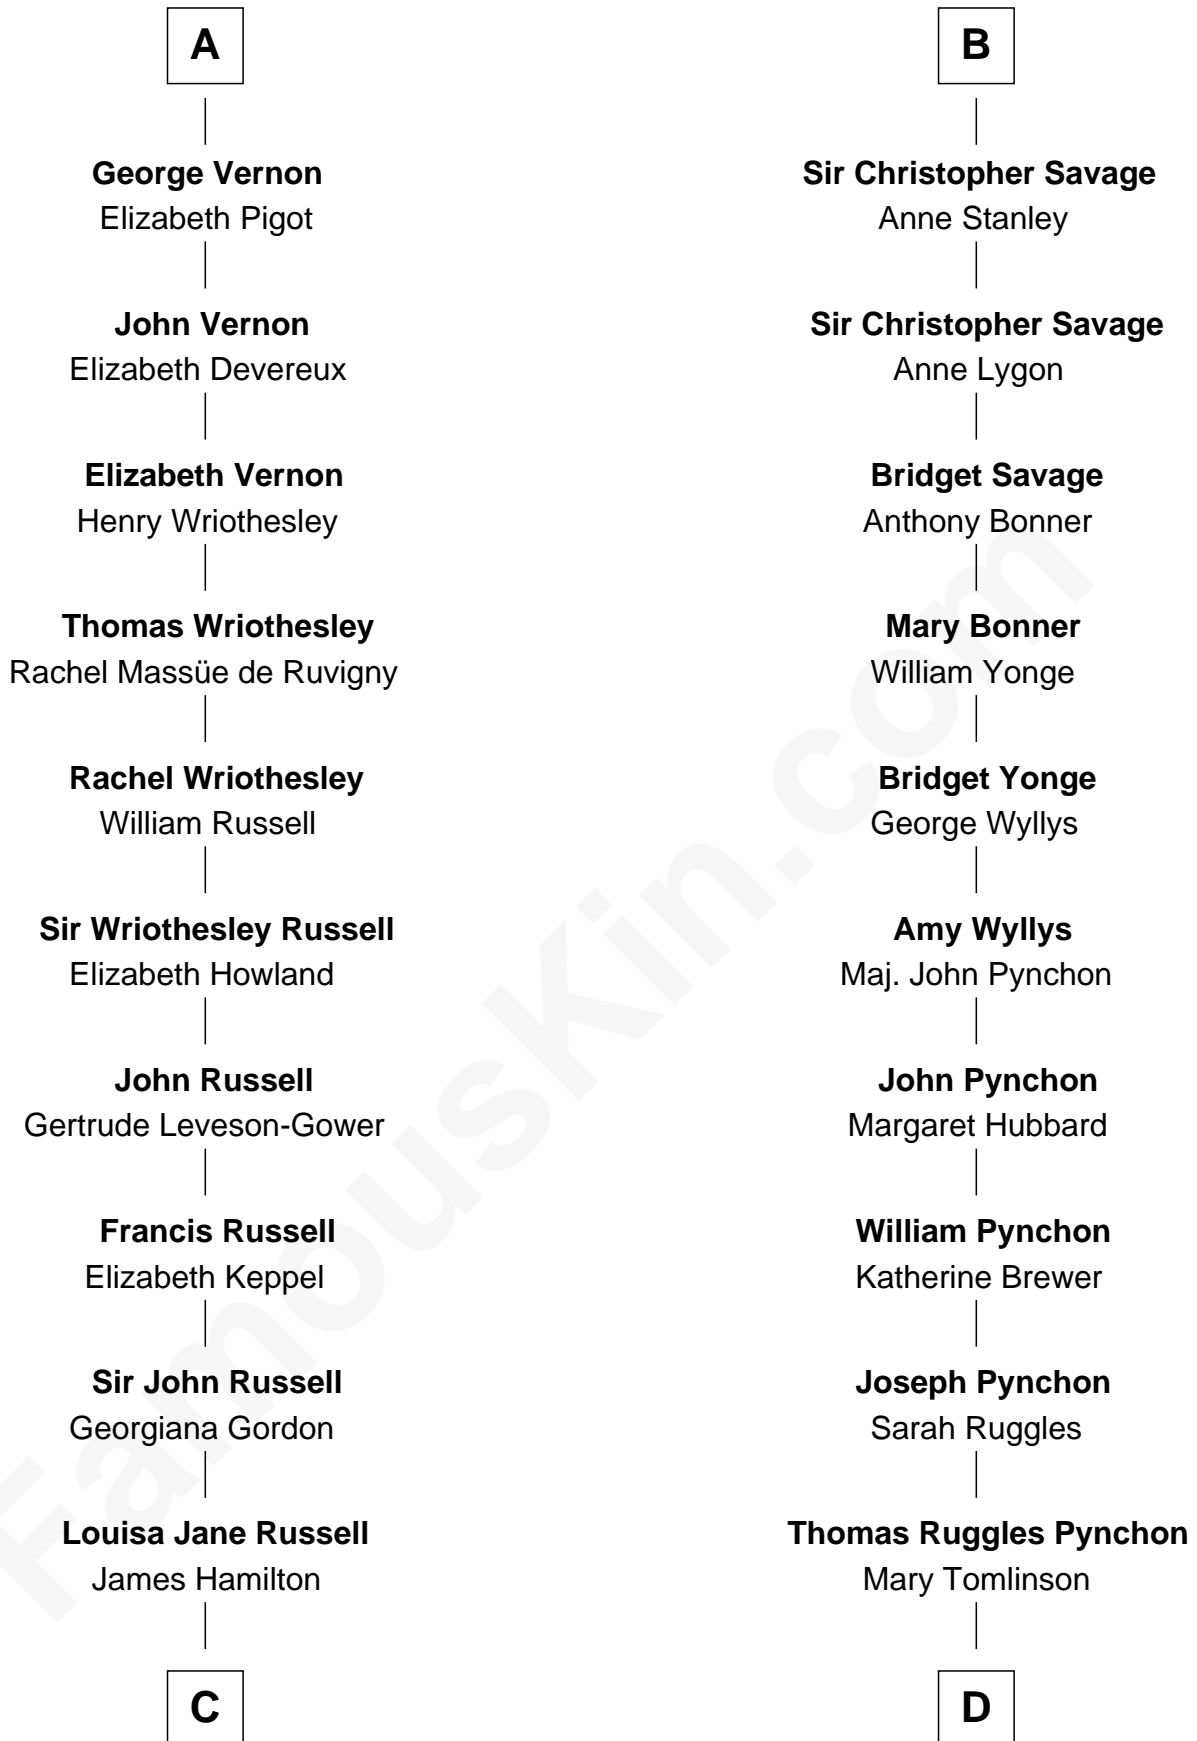 A
George Vernon
Elizabeth Pigot
John Vernon
Elizabeth Devereux
Elizabeth Vernon
Henry Wriothesley
Thomas Wriothesley
Rachel Massüe de Ruvigny
Rachel Wriothesley
William Russell
Sir Wriothesley Russell
Elizabeth Howland
John Russell
Gertrude Leveson-Gower
Francis Russell
Elizabeth Keppel
Sir John Russell
Georgiana Gordon
Louisa Jane Russell
James Hamilton
C
B
Sir Christopher Savage
Anne Stanley
Sir Christopher Savage
Anne Lygon
Bridget Savage
Anthony Bonner
Mary Bonner
William Yonge
Bridget Yonge
George Wyllys
Amy Wyllys
Maj. John Pynchon
John Pynchon
Margaret Hubbard
William Pynchon
Katherine Brewer
Joseph Pynchon
Sarah Ruggles
Thomas Ruggles Pynchon
Mary Tomlinson
D
FamousKin.com